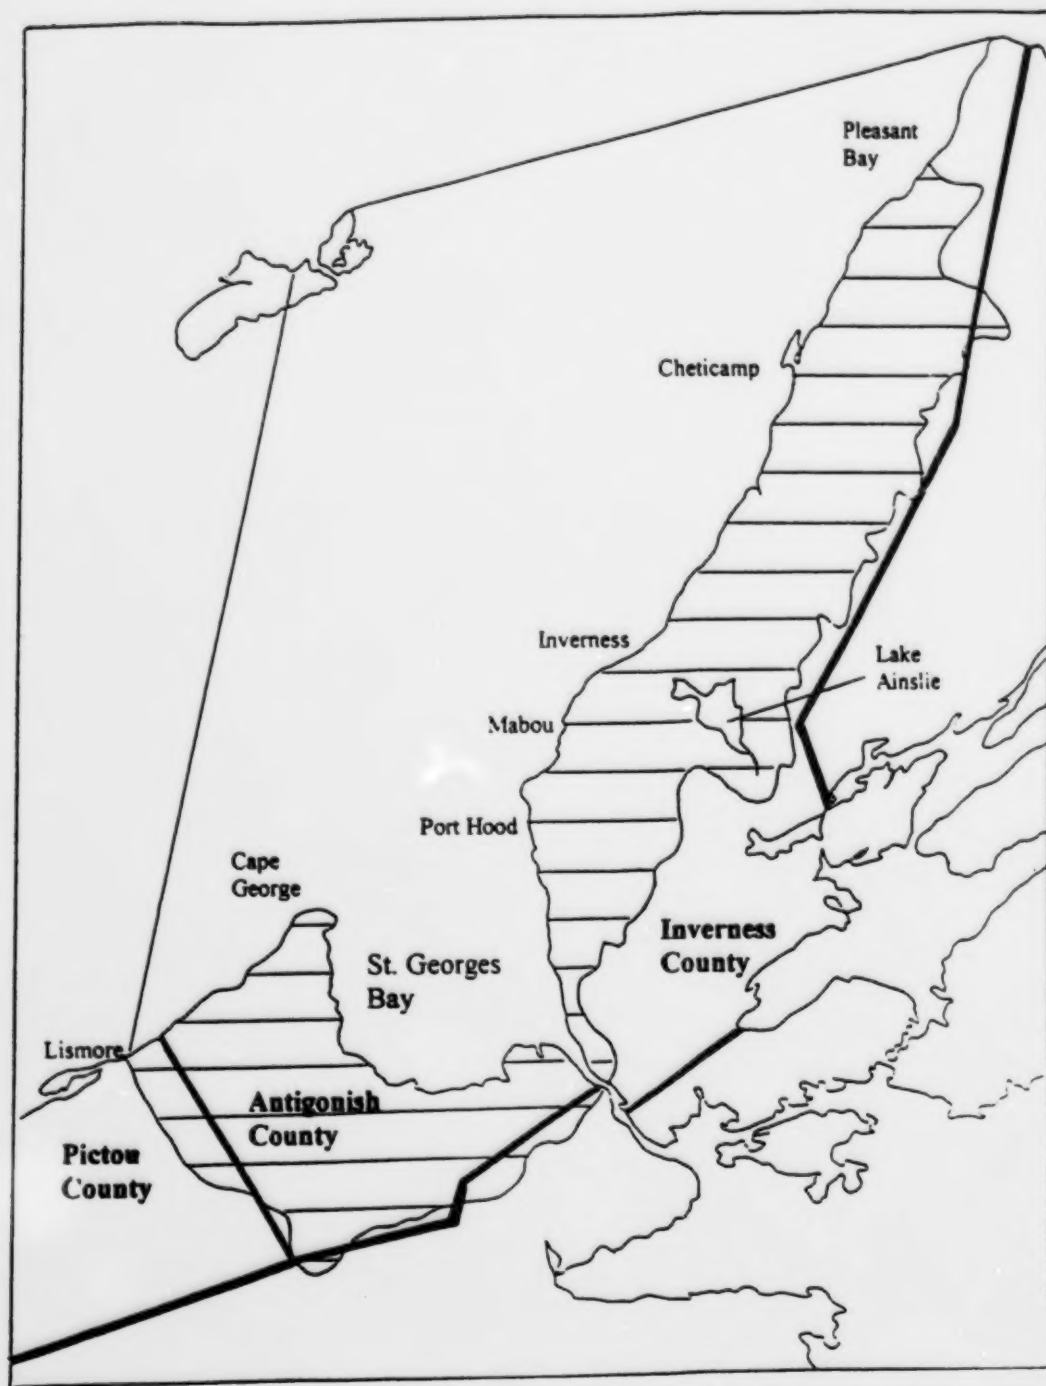 Pleasant
Bay
Cheticamp
Inverness
Lake
Ainslie
Mabou
Port Hood
Cape
George
Inverness
County
St. Georges
Bay
Lismore
Antigonish
County
Pictou
County